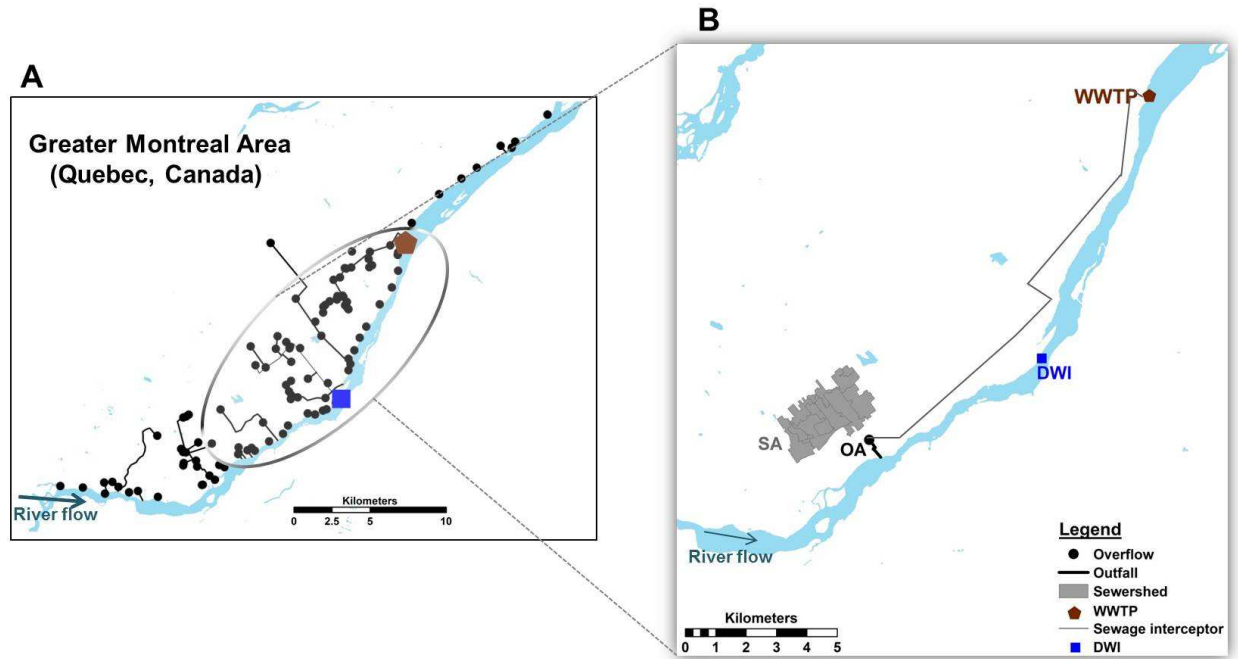 A
Greater Montreal Area
(Quebec, Canada)
River flow
Kilometers
0 2.5 5 10
B
WWTP
DWI
SA
OA
River flow
Kilometers
0 1 2 3 4 5
Legend
Overflow
Outfall
Sewershed
WWTP
Sewage interceptor
DWI